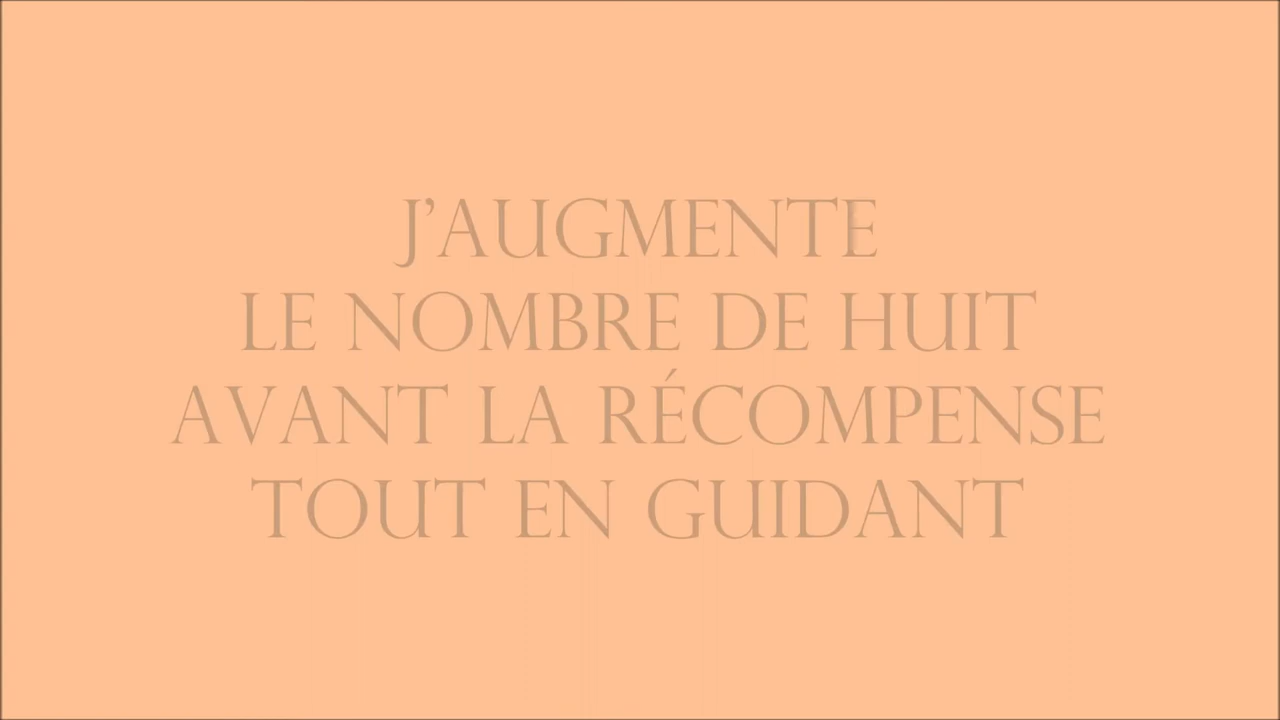 J’AUGMENTE
LE NOMBRE DE HUIT
AVANT LA RÉCOMPENSE
TOUT EN GUIDANT